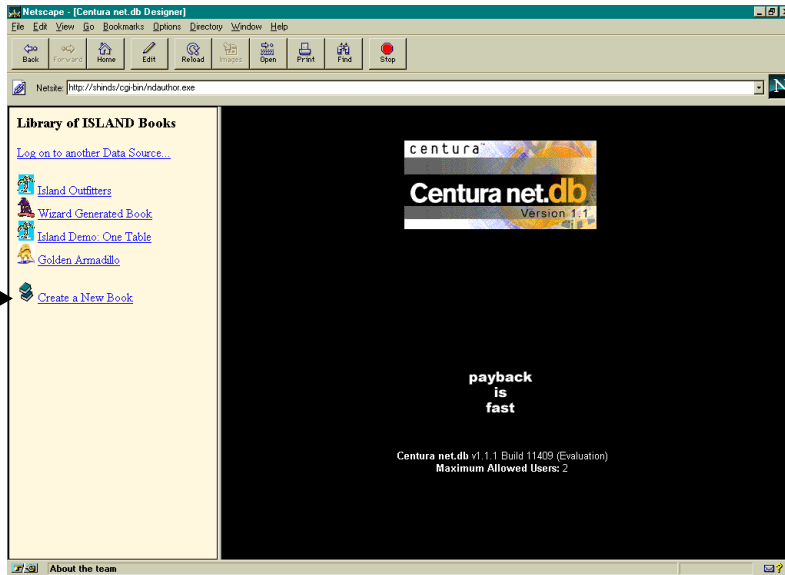 Netscape - [Centura net.db Designer]
File Edit View Go Bookmarks Options Directory Window Help
Back Forward Home Edit Reload Images Open Print Find Stop
Netsite: http://shinds/cgi-bin/ndauthor.exe
N
Library of ISLAND Books
Log on to another Data Source...
Island Outfitters
Wizard Generated Book
Island Demo: One Table
Golden Armadillo
Create a New Book
centura™
Centura net.db
Version 1.1
payback
is
fast
Centura net.db v1.1.1 Build 11409 (Evaluation)
Maximum Allowed Users: 2
About the team